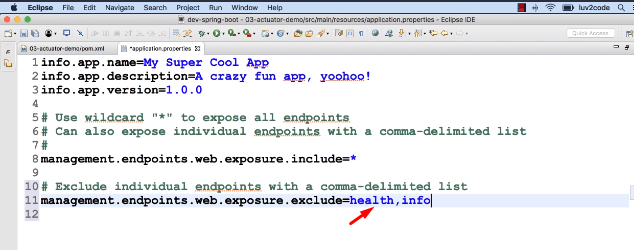 Eclipse File Edit Navigate Search Project Run Window Help luv2code
dev-spring-boot - 03-actuator-demo/src/main/resources/application.properties - Eclipse IDE
Quick Access
03-actuator-demo/pom.xml *application.properties
1 info.app.name=My Super Cool App
2 info.app.description=A crazy fun app, yoohoo!
3 info.app.version=1.0.0
4
5 # Use wildcard "*" to expose all endpoints
6 # Can also expose individual endpoints with a comma-delimited list
7 #
8 management.endpoints.web.exposure.include=*
9
10 # Exclude individual endpoints with a comma-delimited list
11 management.endpoints.web.exposure.exclude=health,info
12